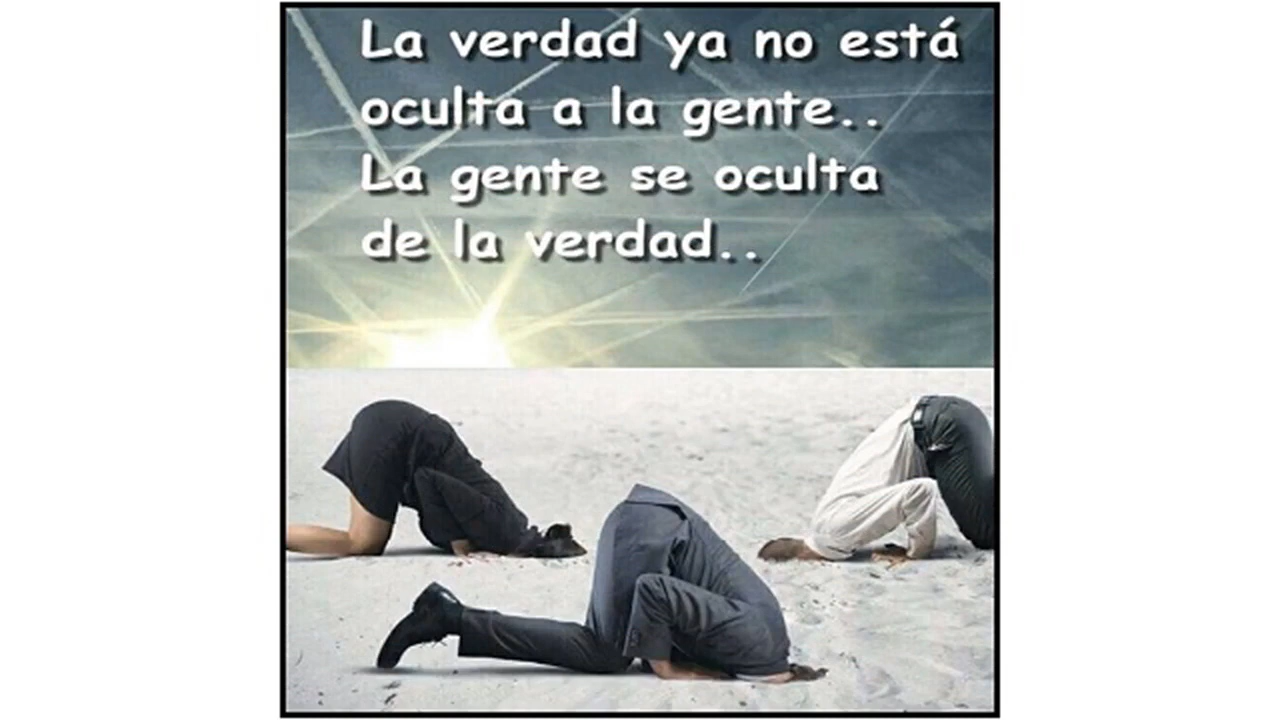 La verdad ya no está
oculta a la gente..
La gente se oculta
de la verdad..